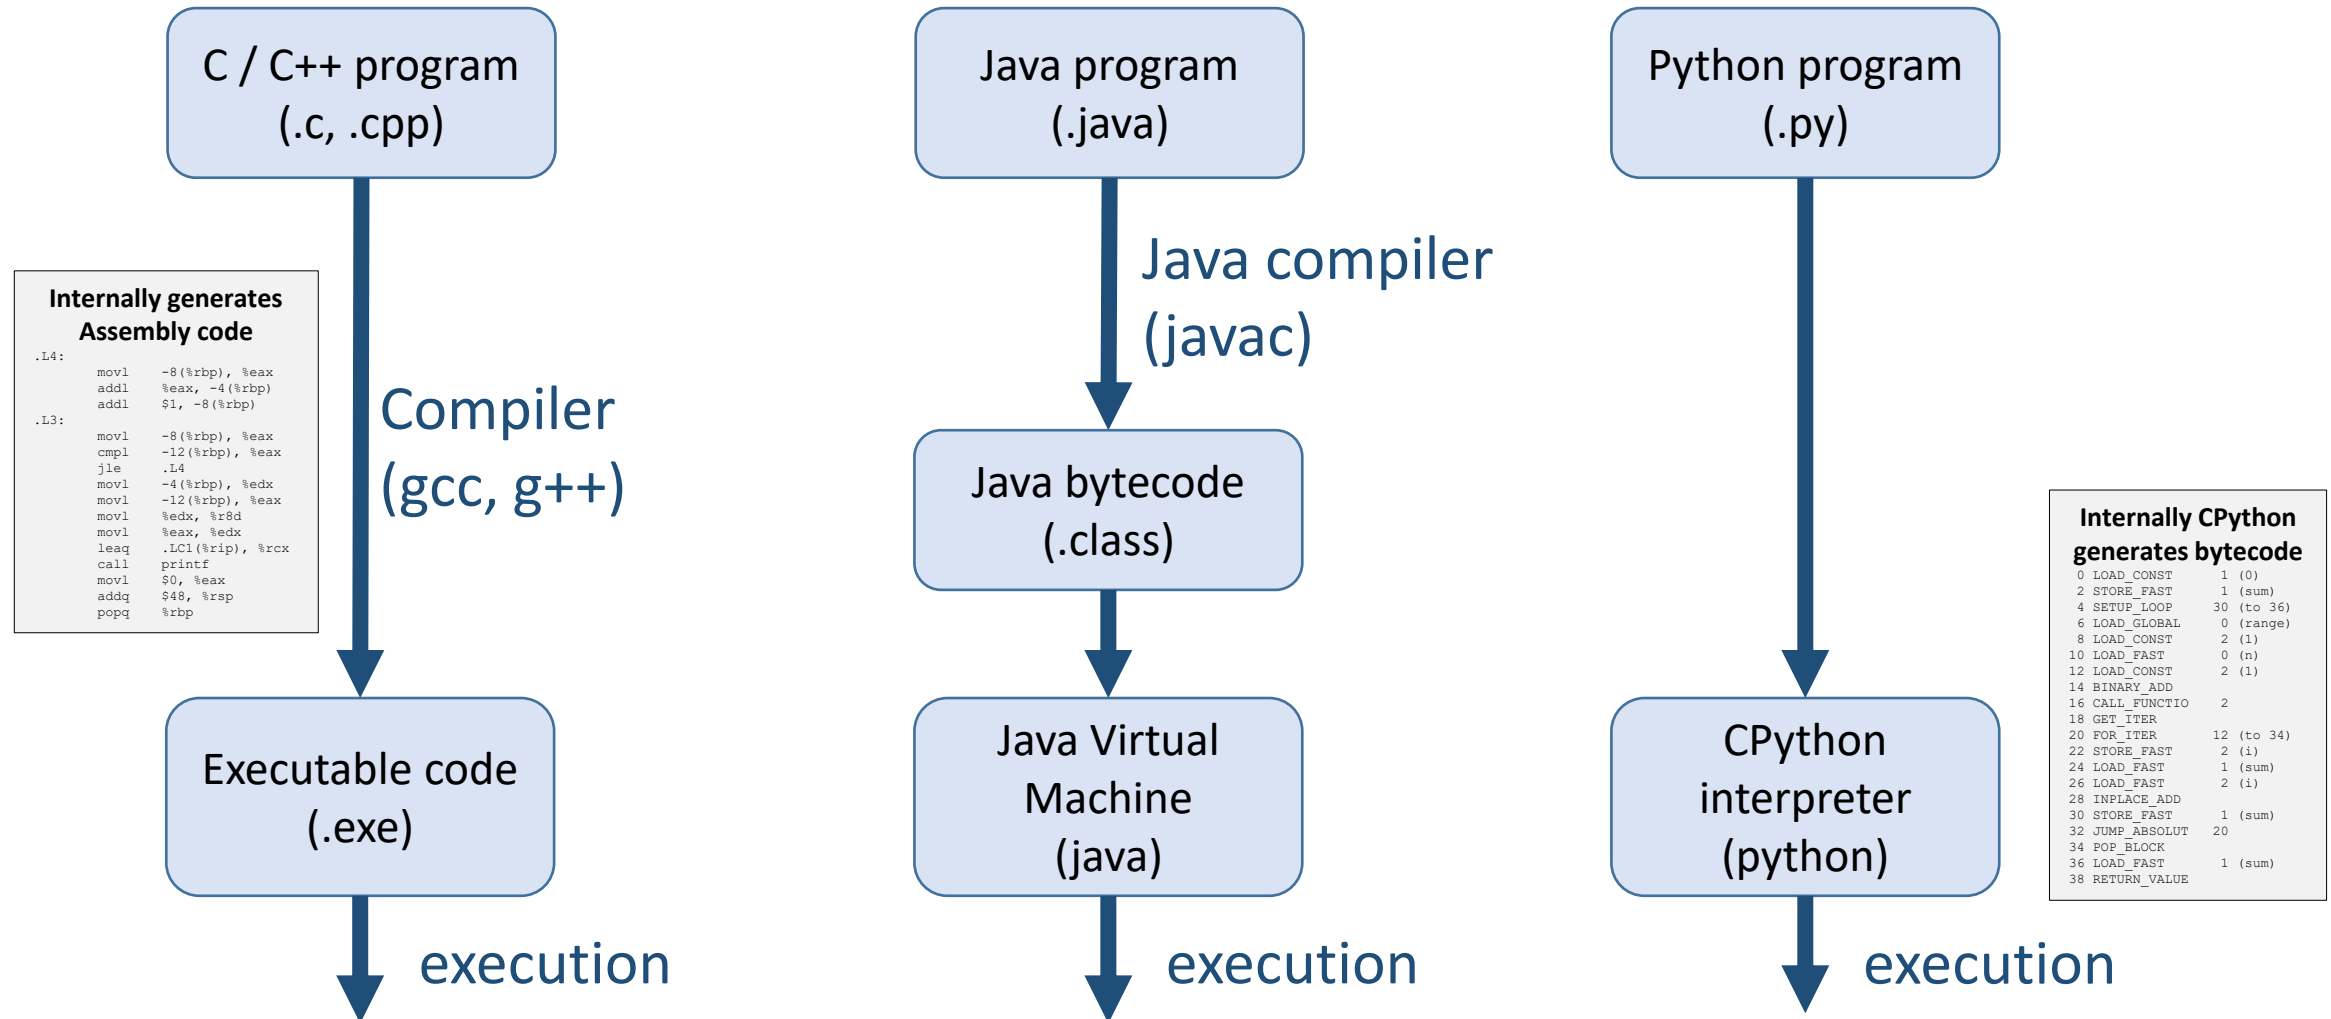 C / C++ program
(.c, .cpp)
Internally generates
Assembly code
.L4:
movl -8(%rbp), %eax
addl %eax, -4(%rbp)
addl $1, -8(%rbp)
.L3:
movl -8(%rbp), %eax
cmpl -12(%rbp), %eax
jle .L4
movl -4(%rbp), %edx
movl -12(%rbp), %eax
movl %edx, %r8d
movl %eax, %edx
leaq .LC1(%rip), %rcx
call printf
movl $0, %eax
addq $48, %rsp
popq %rbp
Compiler
(gcc, g++)
Executable code
(.exe)
execution
Java program
(.java)
Java compiler
(javac)
Java bytecode
(.class)
Java Virtual
Machine
(java)
execution
Python program
(.py)
CPython
interpreter
(python)
execution
Internally CPython
generates bytecode
0 LOAD_CONST 1 (0)
2 STORE_FAST 1 (sum)
4 SETUP_LOOP 30 (to 36)
6 LOAD_GLOBAL 0 (range)
8 LOAD_CONST 2 (1)
10 LOAD_FAST 0 (n)
12 LOAD_CONST 2 (1)
14 BINARY_ADD
16 CALL_FUNCTIO 2
18 GET_ITER
20 FOR_ITER 12 (to 34)
22 STORE_FAST 2 (i)
24 LOAD_FAST 1 (sum)
26 LOAD_FAST 2 (i)
28 INPLACE_ADD
30 STORE_FAST 1 (sum)
32 JUMP_ABSOLUT 20
34 POP_BLOCK
36 LOAD_FAST 1 (sum)
38 RETURN_VALUE